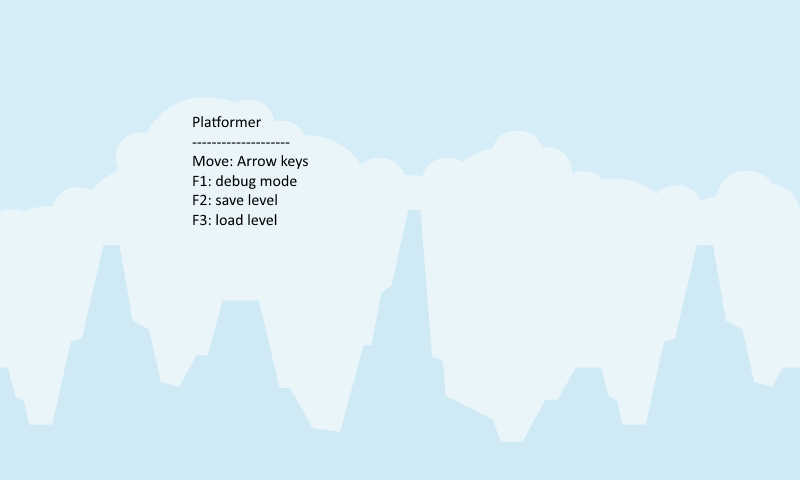 Platformer
--------------------
Move: Arrow keys
F1: debug mode
F2: save level
F3: load level